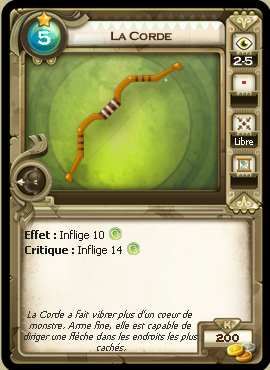 5
La Corde
2-5
Libre
Effet : Inflige 10
Critique : Inflige 14
La Corde a fait vibrer plus d'un coeur de
monstre. Arme fine, elle est capable de
diriger une flèche dans les endroits les plus
cachés.
K
200